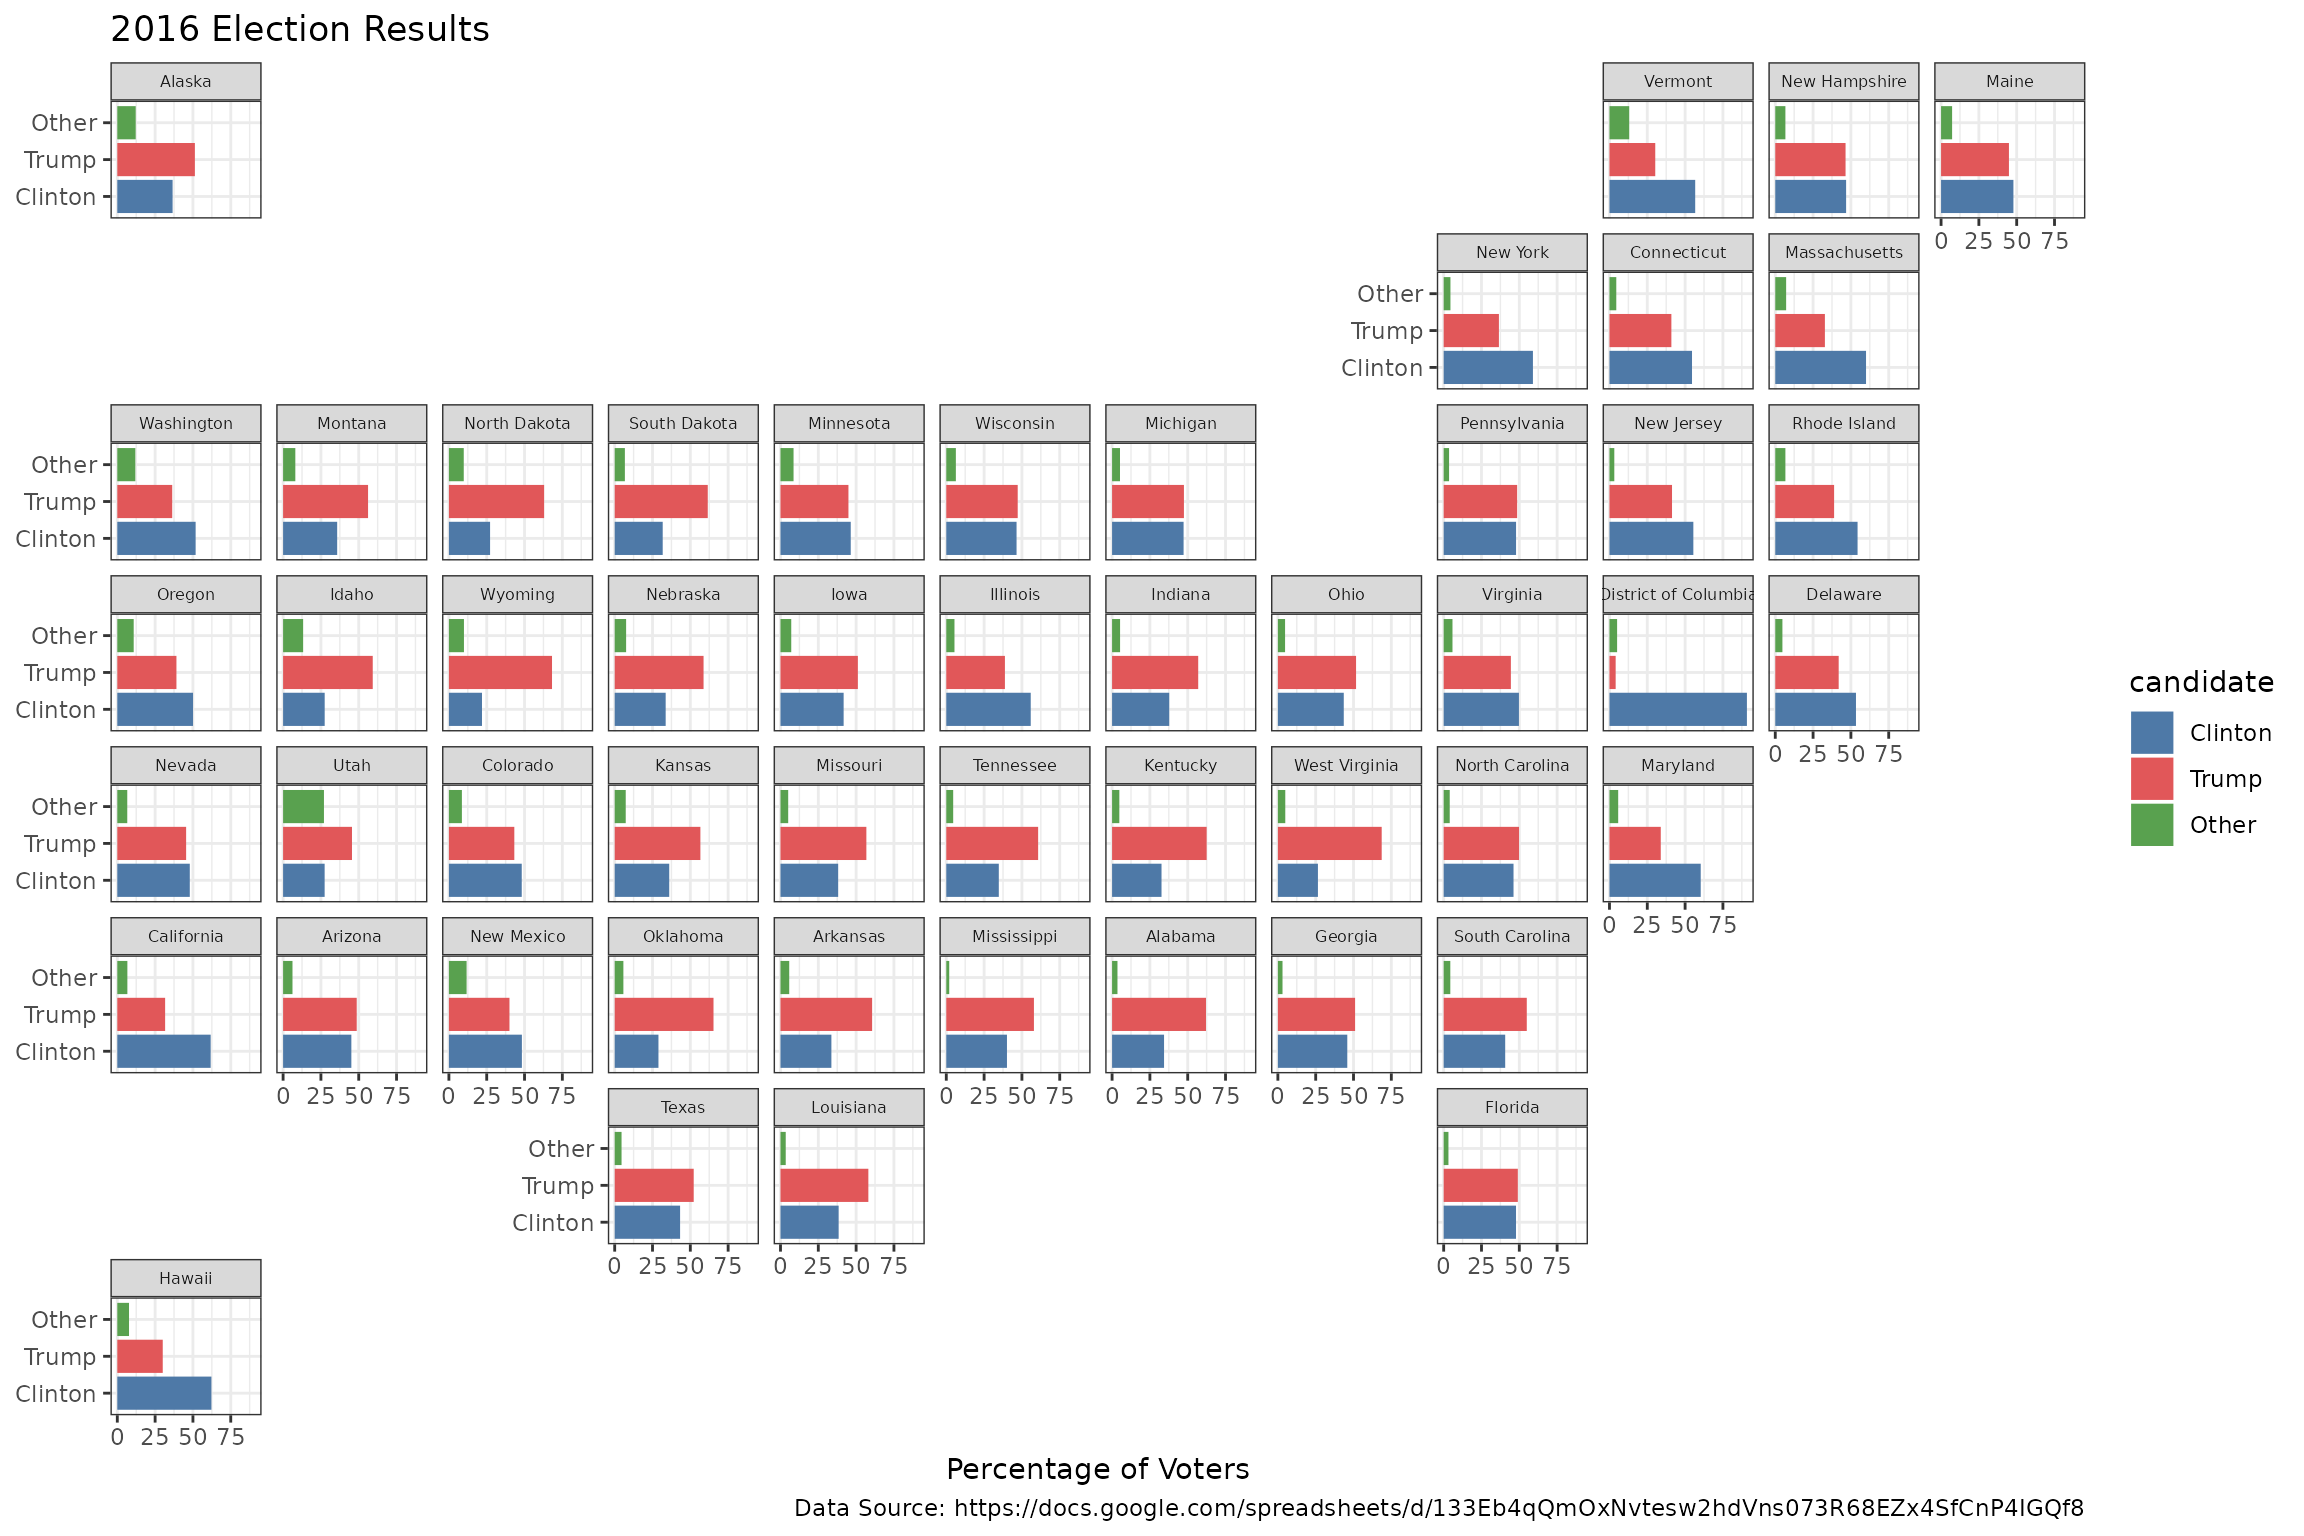 2016 Election Results
Alaska
Vermont
New Hampshire
Maine
Other
Trump
Clinton
0 25 50 75
New York
Connecticut
Massachusetts
Other
Trump
Clinton
Washington
Montana
North Dakota
South Dakota
Minnesota
Wisconsin
Michigan
Pennsylvania
New Jersey
Rhode Island
Other
Trump
Clinton
Oregon
Idaho
Wyoming
Nebraska
Iowa
Illinois
Indiana
Ohio
Virginia
District of Columbia
Delaware
Other
Trump
Clinton
0 25 50 75
Nevada
Utah
Colorado
Kansas
Missouri
Tennessee
Kentucky
West Virginia
North Carolina
Maryland
Other
Trump
Clinton
0 25 50 75
California
Arizona
New Mexico
Oklahoma
Arkansas
Mississippi
Alabama
Georgia
South Carolina
Other
Trump
Clinton
0 25 50 75
0 25 50 75
0 25 50 75
0 25 50 75
0 25 50 75
Texas
Louisiana
Florida
Other
Trump
Clinton
0 25 50 75
0 25 50 75
0 25 50 75
Hawaii
Other
Trump
Clinton
0 25 50 75
Percentage of Voters
Data Source: https://docs.google.com/spreadsheets/d/133Eb4qQmOxNvtesw2hdVns073R68EZx4SfCnP4IGQf8
candidate
Clinton
Trump
Other